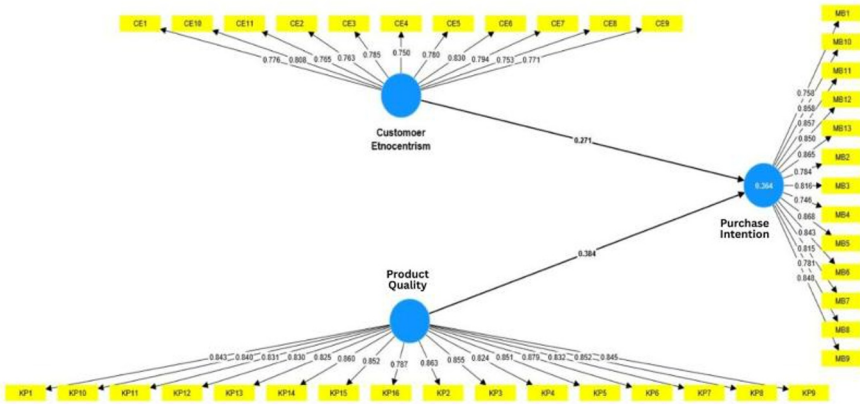 CE1 CE10 CE11 CE2 CE3 CE4 CE5 CE6 CE7 CE8 CE9
0.776 0.808 0.765 0.763 0.785 0.750 0.780 0.830 0.794 0.753 0.771
Customoer
Etnocentrism
0.271
MB1
MB10
MB11
MB12
MB13
MB2
MB3
MB4
MB5
MB6
MB7
MB8
MB9
0.758
0.858
0.857
0.850
0.865
0.784
0.816
0.746
0.868
0.843
0.815
0.781
0.848
0.364
Purchase
Intention
0.384
Product
Quality
0.843 0.840 0.831 0.830 0.825 0.860 0.852 0.787 0.863 0.855 0.824 0.851 0.879 0.832 0.852 0.845
KP1 KP10 KP11 KP12 KP13 KP14 KP15 KP16 KP2 KP3 KP4 KP5 KP6 KP7 KP8 KP9